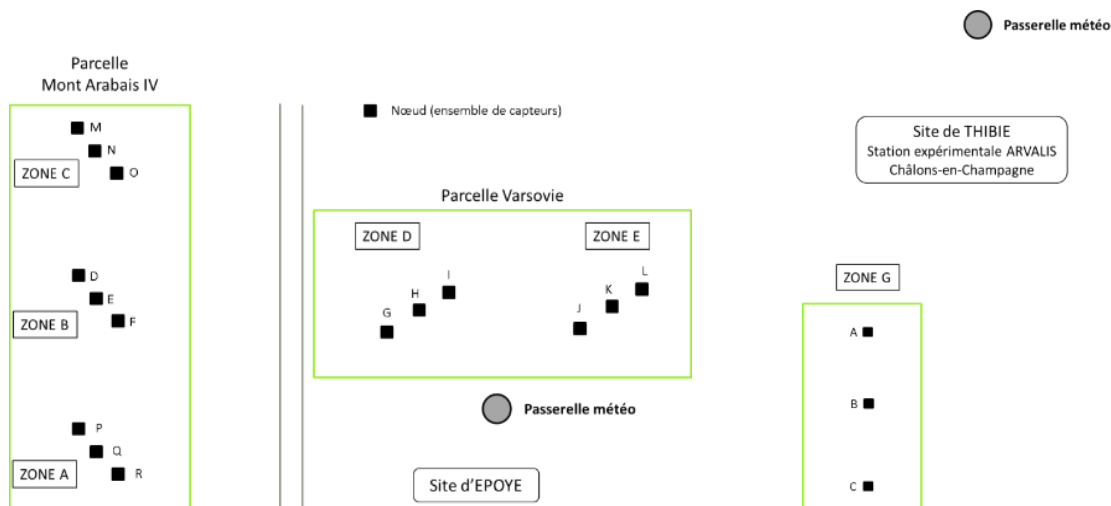 Passerelle météo
Parcelle
Mont Arabais IV
M
N
O
ZONE C
D
E
F
ZONE B
P
Q
R
ZONE A
Nœud (ensemble de capteurs)
Parcelle Varsovie
ZONE D
ZONE E
I
H
G
L
K
J
Passerelle météo
Site d'EPOYE
Site de THIBIE
Station expérimentale ARVALIS
Châlons-en-Champagne
ZONE G
A
B
C